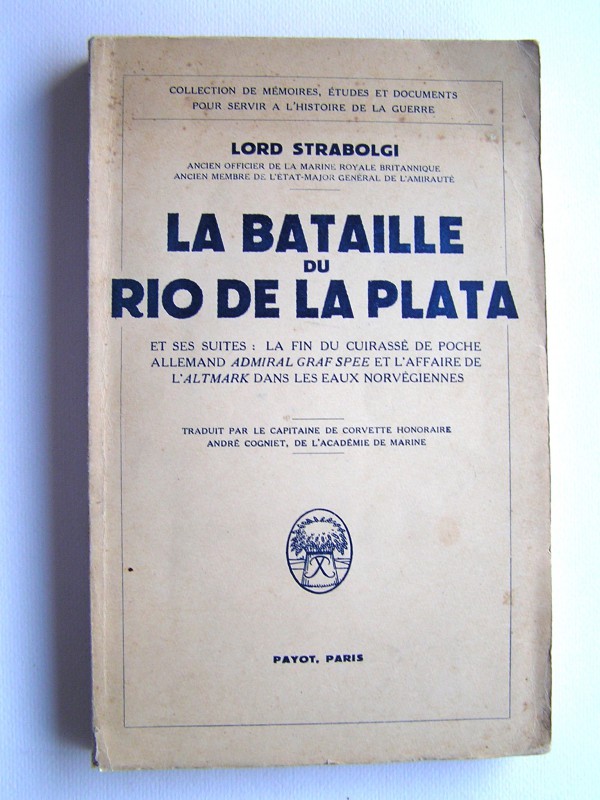 COLLECTION DE MÉMOIRES, ÉTUDES ET DOCUMENTS
POUR SERVIR A L'HISTOIRE DE LA GUERRE
LORD STRABOLGI
ANCIEN OFFICIER DE LA MARINE ROYALE BRITANNIQUE
ANCIEN MEMBRE DE L'ÉTAT-MAJOR GÉNÉRAL DE L'AMIRAUTÉ
LA BATAILLE
DU
RIO DE LA PLATA
ET SES SUITES : LA FIN DU CUIRASSÉ DE POCHE
ALLEMAND ADMIRAL GRAF SPEE ET L'AFFAIRE DE
L'ALTMARK DANS LES EAUX NORVÉGIENNES
TRADUIT PAR LE CAPITAINE DE CORVETTE HONORAIRE
ANDRÉ COGNIET, DE L'ACADÉMIE DE MARINE
PAYOT, PARIS